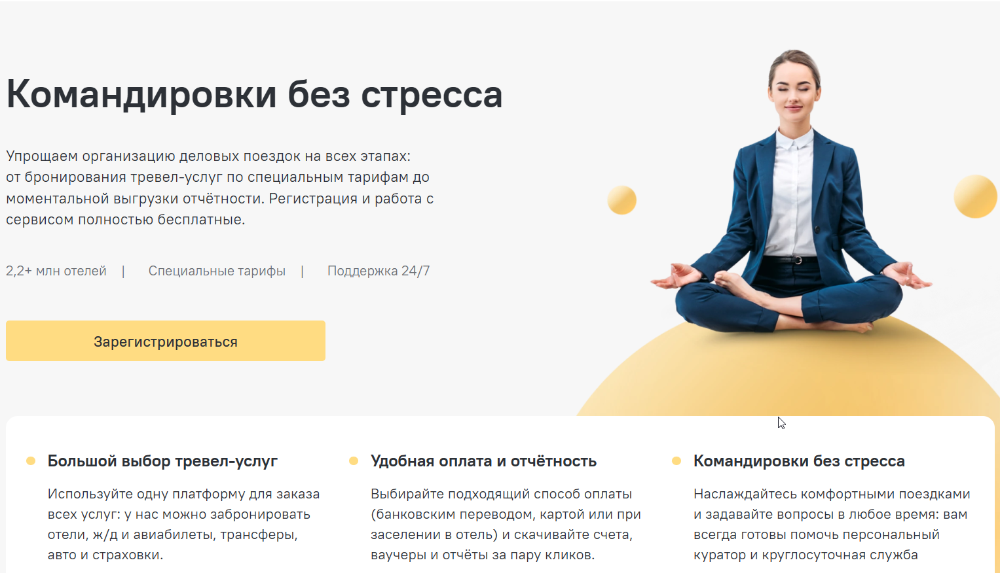 Командировки без стресса
Упрощаем организацию деловых поездок на всех этапах:
от бронирования тревел-услуг по специальным тарифам до
моментальной выгрузки отчётности. Регистрация и работа с
сервисом полностью бесплатные.
2,2+ млн отелей | Специальные тарифы | Поддержка 24/7
Зарегистрироваться
Большой выбор тревел-услуг
Используйте одну платформу для заказа
всех услуг: у нас можно забронировать
отели, ж/д и авиабилеты, трансферы,
авто и страховки.
Удобная оплата и отчётность
Выбирайте подходящий способ оплаты
(банковским переводом, картой или при
заселении в отель) и скачивайте счета,
ваучеры и отчёты за пару кликов.
Командировки без стресса
Наслаждайтесь комфортными поездками
и задавайте вопросы в любое время: вам
всегда готовы помочь персональный
куратор и круглосуточная служба